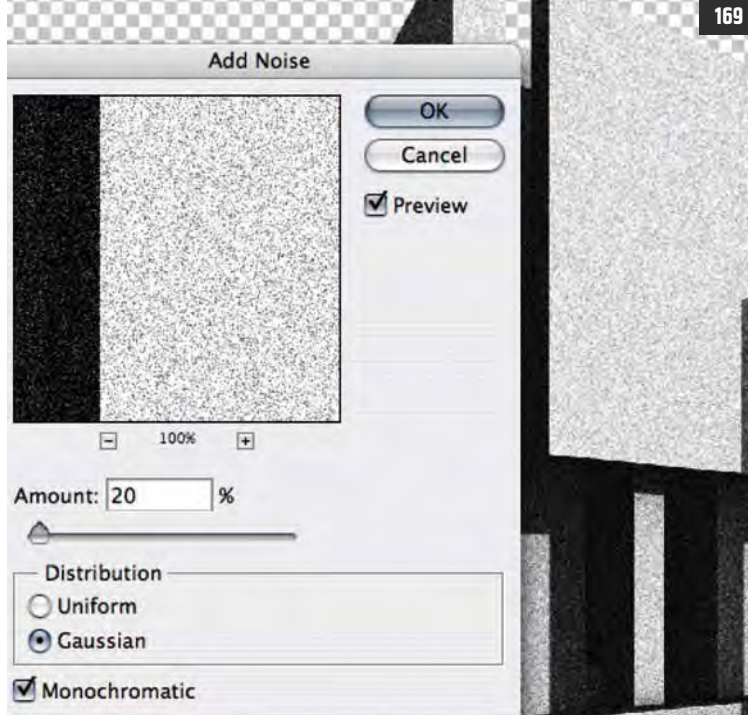 169
Add Noise
OK
Cancel
Preview
100%
Amount: 20 %
Distribution
Uniform
Gaussian
Monochromatic